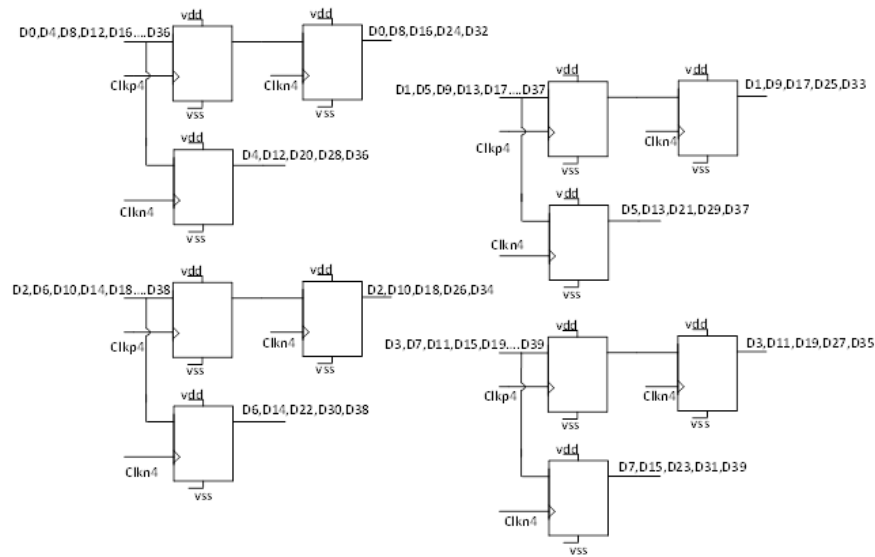 vdd
vdd
D0,D4,D8,D12,D16....D36
D0,D8,D16,D24,D32
Clkp4
Clkn4
vss
vss
vdd
D4,D12,D20,D28,D36
Clkn4
vss
vdd
vdd
D1,D5,D9,D13,D17....D37
D1,D9,D17,D25,D33
Clkp4
Clkn4
vss
vss
vdd
D5,D13,D21,D29,D37
Clkn4
vss
vdd
vdd
D2,D6,D10,D14,D18....D38
D2,D10,D18,D26,D34
Clkp4
Clkn4
vss
vss
vdd
D6,D14,D22,D30,D38
Clkn4
vss
vdd
vdd
D3,D7,D11,D15,D19....D39
D3,D11,D19,D27,D35
Clkp4
Clkn4
vss
vss
vdd
D7,D15,D23,D31,D39
Clkn4
vss